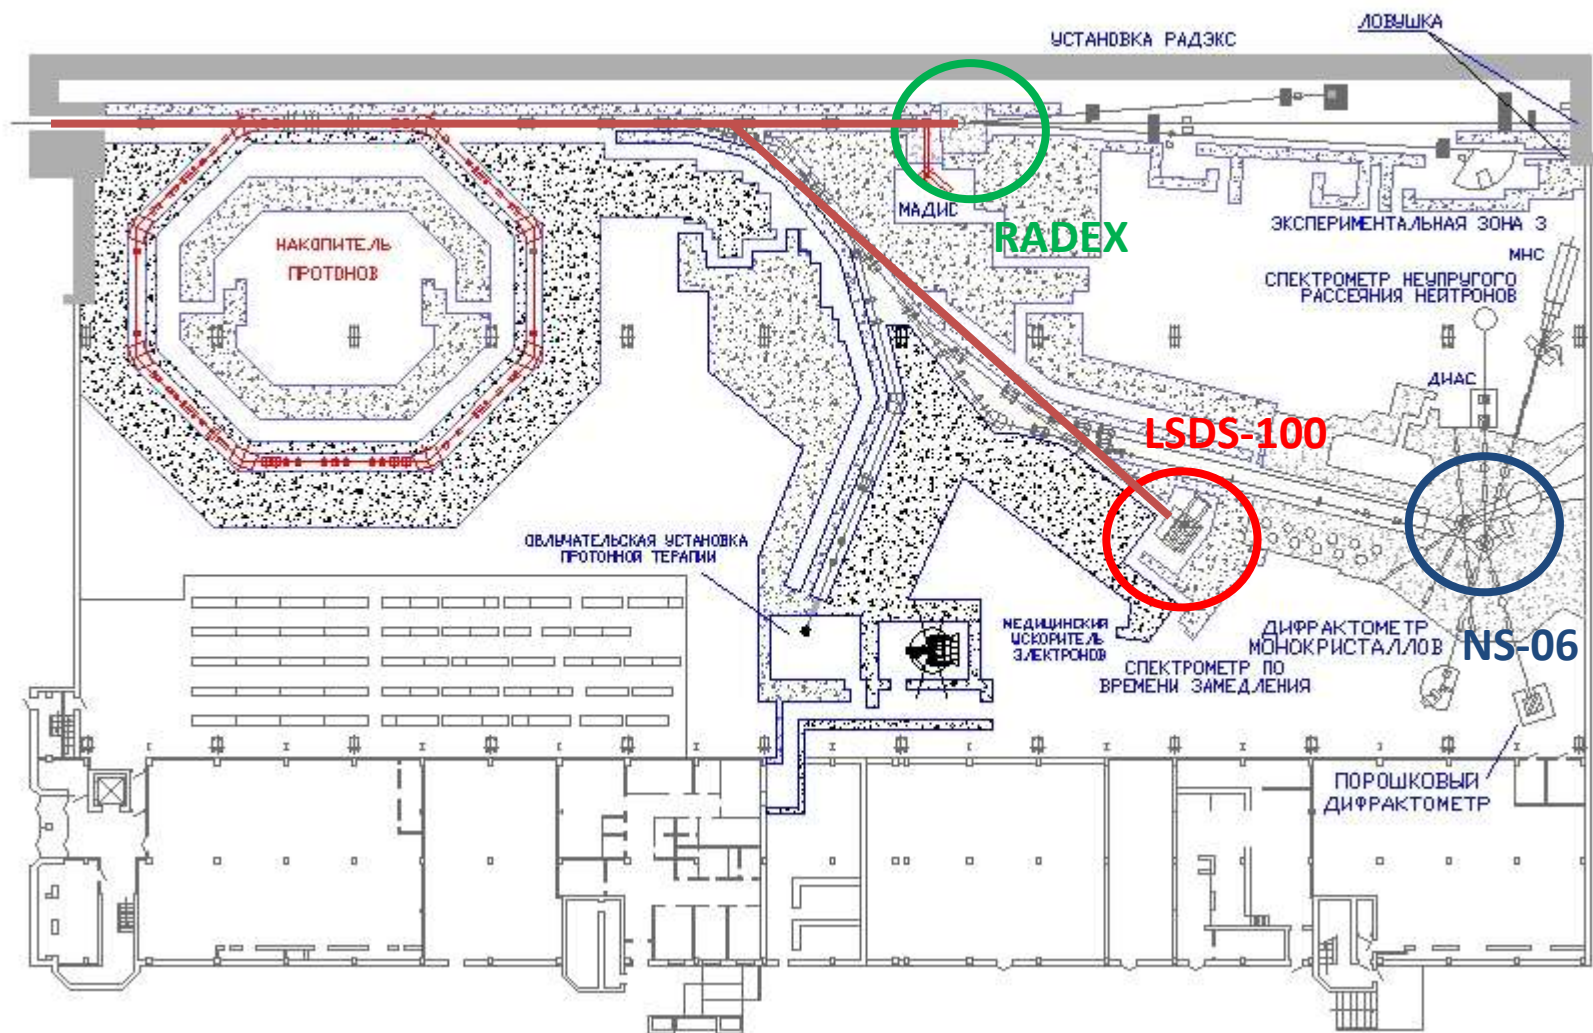 ЛОВУШКА
УСТАНОВКА РАДЭКС
МАДИС
RADEX
ЭКСПЕРИМЕНТАЛЬНАЯ ЗОНА 3
МНС
НАКОПИТЕЛЬ
ПРОТОНОВ
СПЕКТРОМЕТР НЕУПРУГОГО
РАССЕЯНИЯ НЕЙТРОНОВ
ДИАС
LSDS-100
ОБЛУЧАТЕЛЬСКАЯ УСТАНОВКА
ПРОТОННОЙ ТЕРАПИИ
МЕДИЦИНСКИЙ
УСКОРИТЕЛЬ
ЭЛЕКТРОНОВ
ДИФРАКТОМЕТР
МОНОКРИСТАЛЛОВ
NS-06
СПЕКТРОМЕТР ПО
ВРЕМЕНИ ЗАМЕДЛЕНИЯ
ПОРОШКОВЫЙ
ДИФРАКТОМЕТР